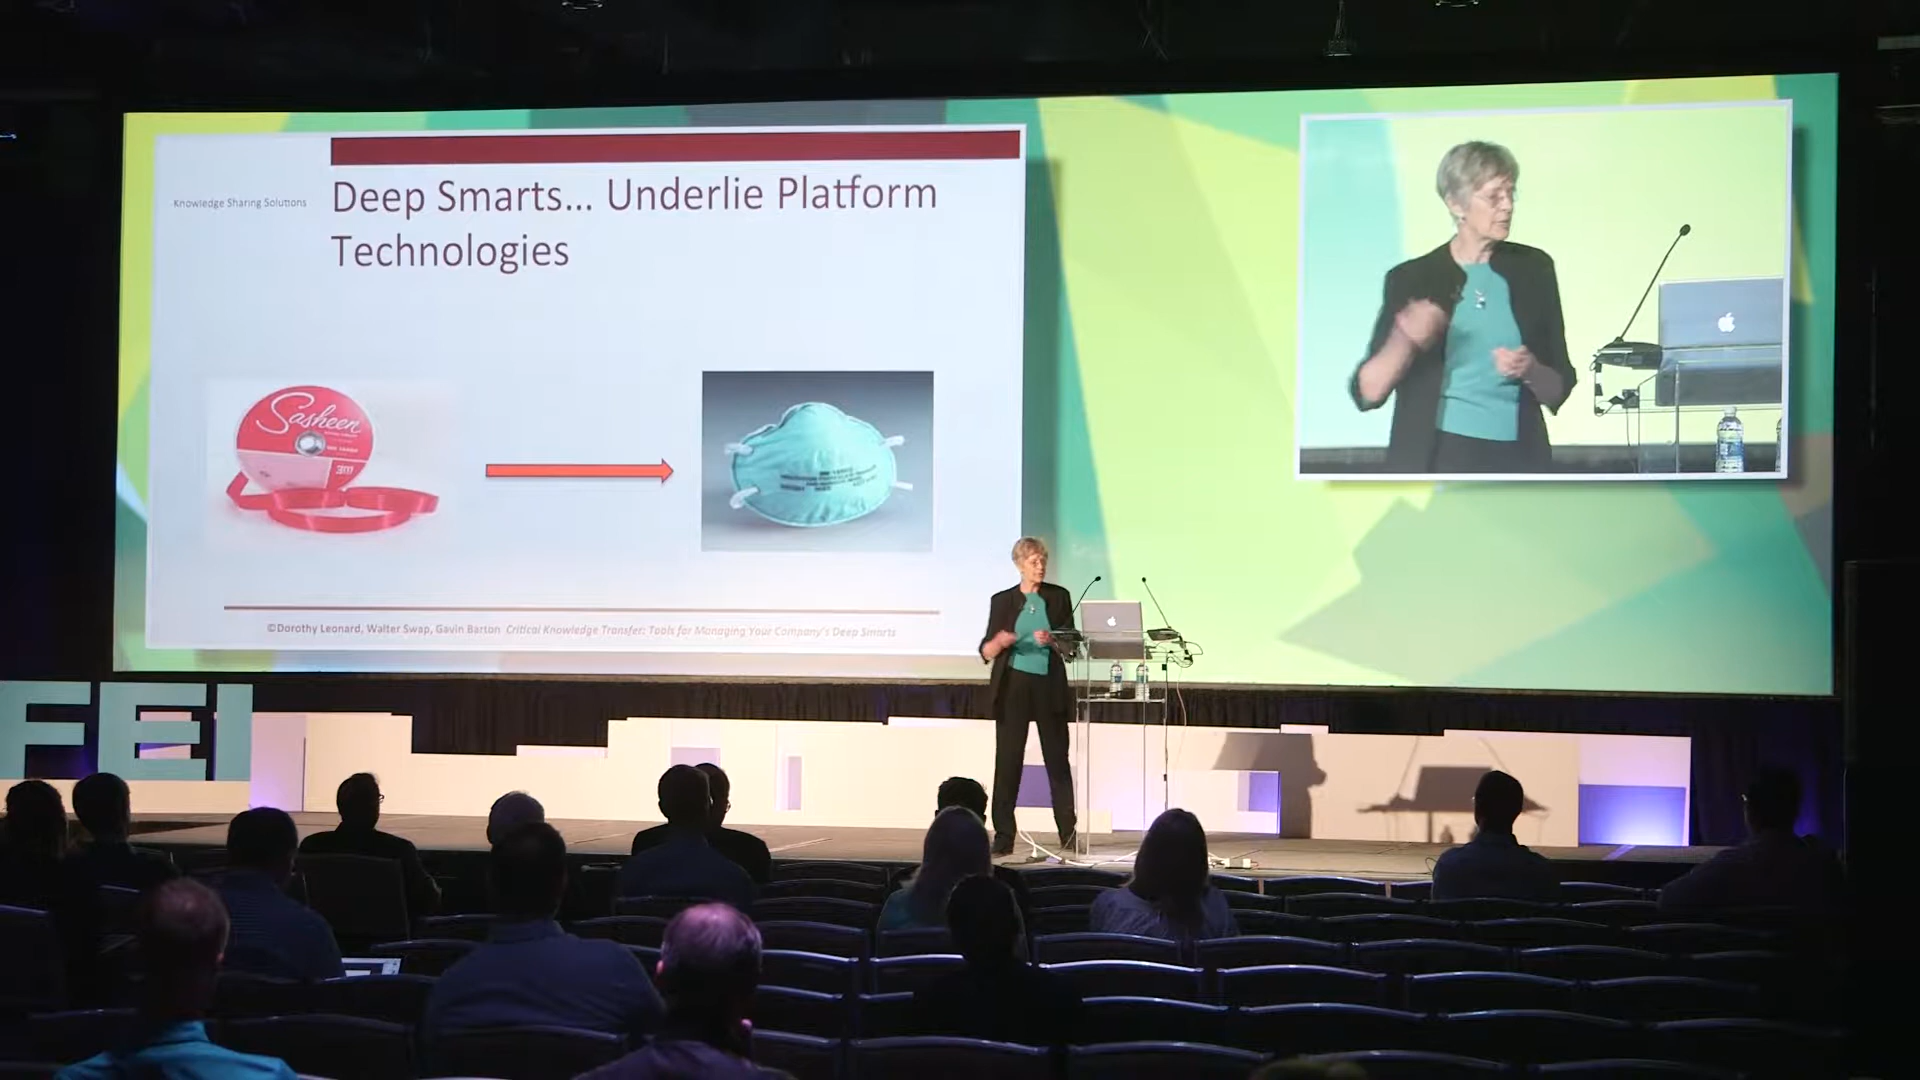 Knowledge Sharing Solutions
Deep Smarts... Underlie Platform
Technologies
Sasheen
3M
©Dorothy Leonard, Walter Swap, Gavin Barton Critical Knowledge Transfer: Tools for Managing Your Company's Deep Smarts
FEI